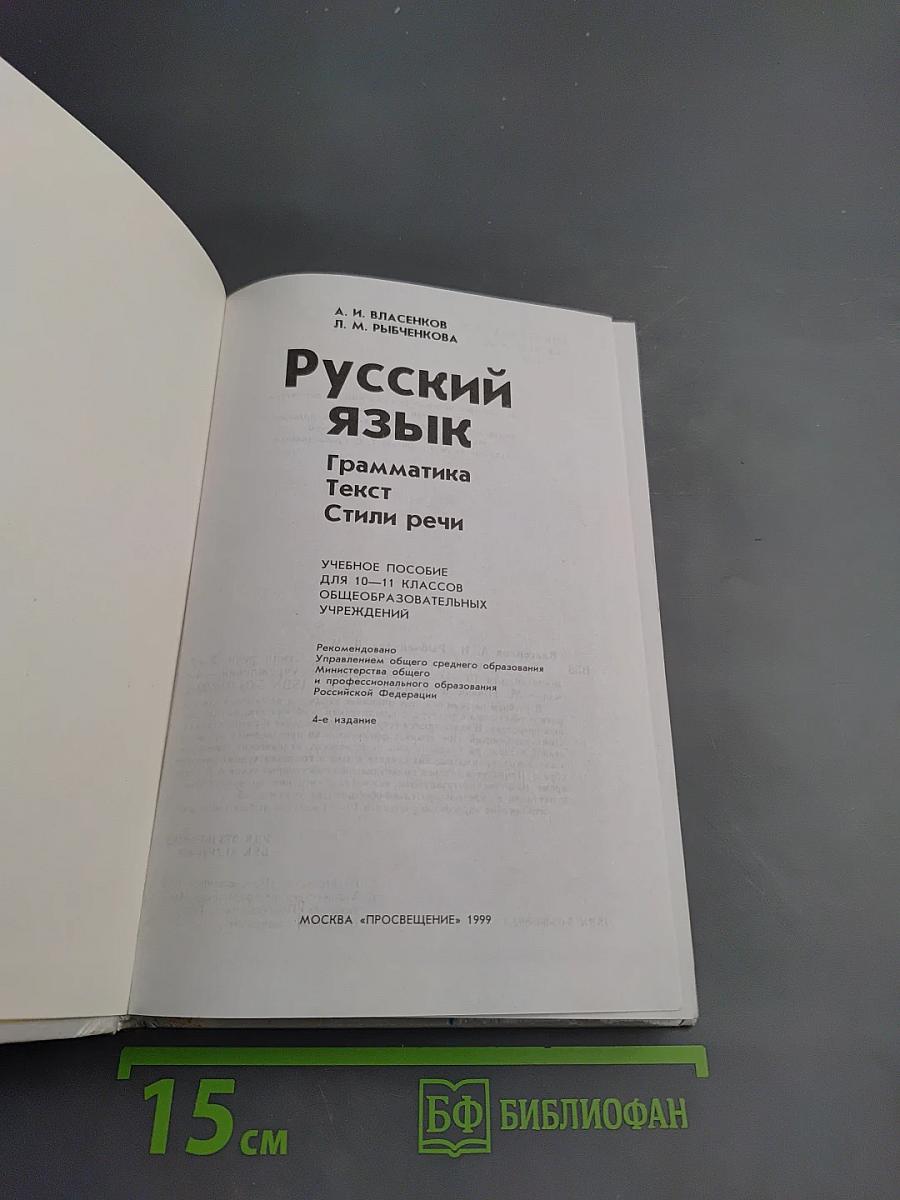 А. И. ВЛАСЕНКОВ
Л. М. РЫБЧЕНКОВА
Русский
язык
Грамматика
Текст
Стили речи
УЧЕБНОЕ ПОСОБИЕ
ДЛЯ 10—11 КЛАССОВ
ОБЩЕОБРАЗОВАТЕЛЬНЫХ
УЧРЕЖДЕНИЙ
Рекомендовано
Управлением общего среднего образования
Министерства общего
и профессионального образования
Российской Федерации
4-е издание
МОСКВА «ПРОСВЕЩЕНИЕ» 1999
15 см
БФ БИБЛИОФАН